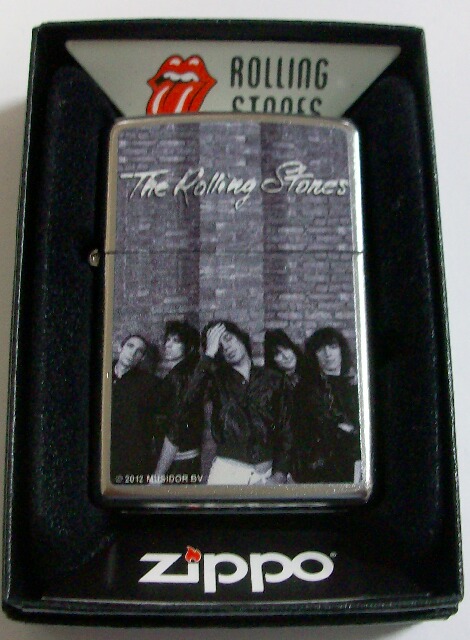 ROLLING
STONES
The Rolling Stones
© 2012 MUSIDOR BV
zippo